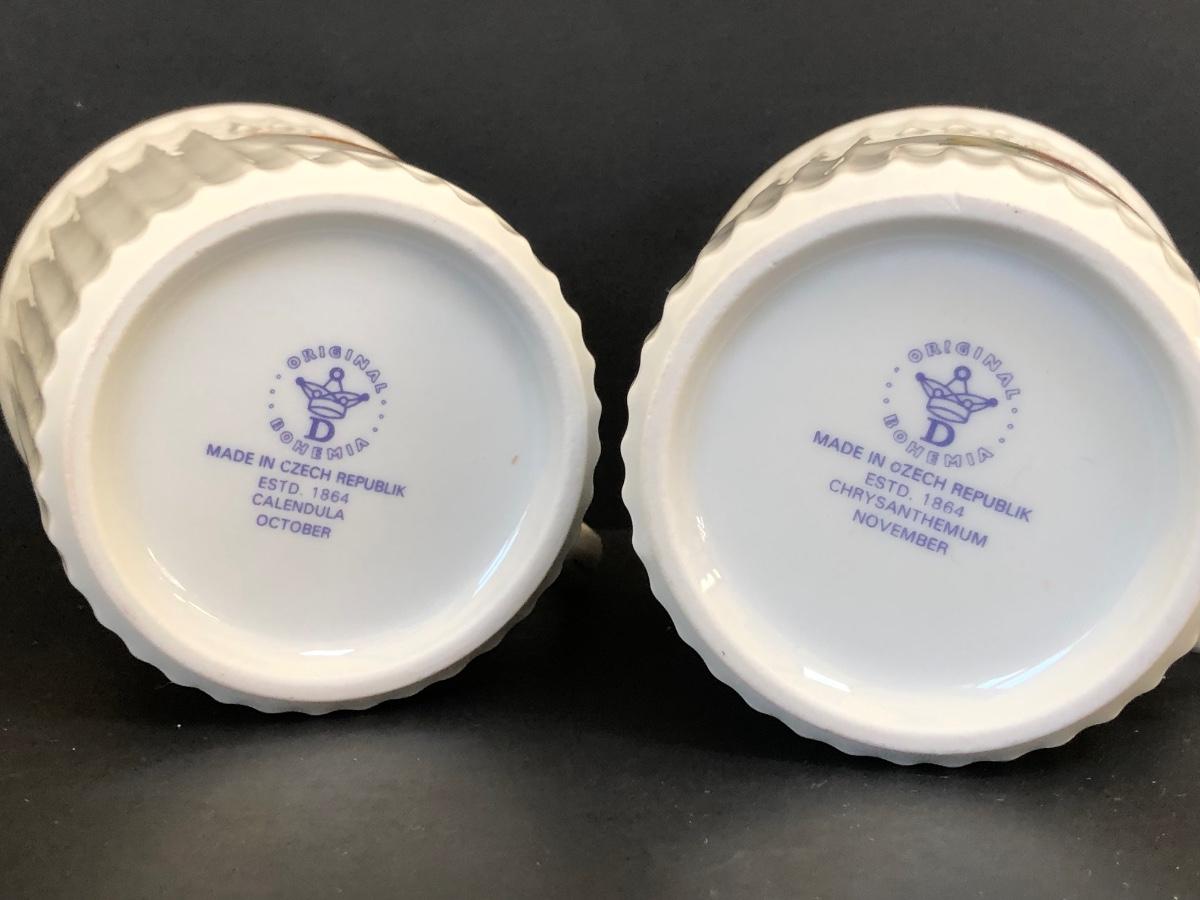 ORIGINAL
D
BOHEMIA
MADE IN CZECH REPUBLIK
ESTD. 1864
CALENDULA
OCTOBER
ORIGINAL
D
BOHEMIA
MADE IN CZECH REPUBLIK
ESTD. 1864
CHRYSANTHEMUM
NOVEMBER